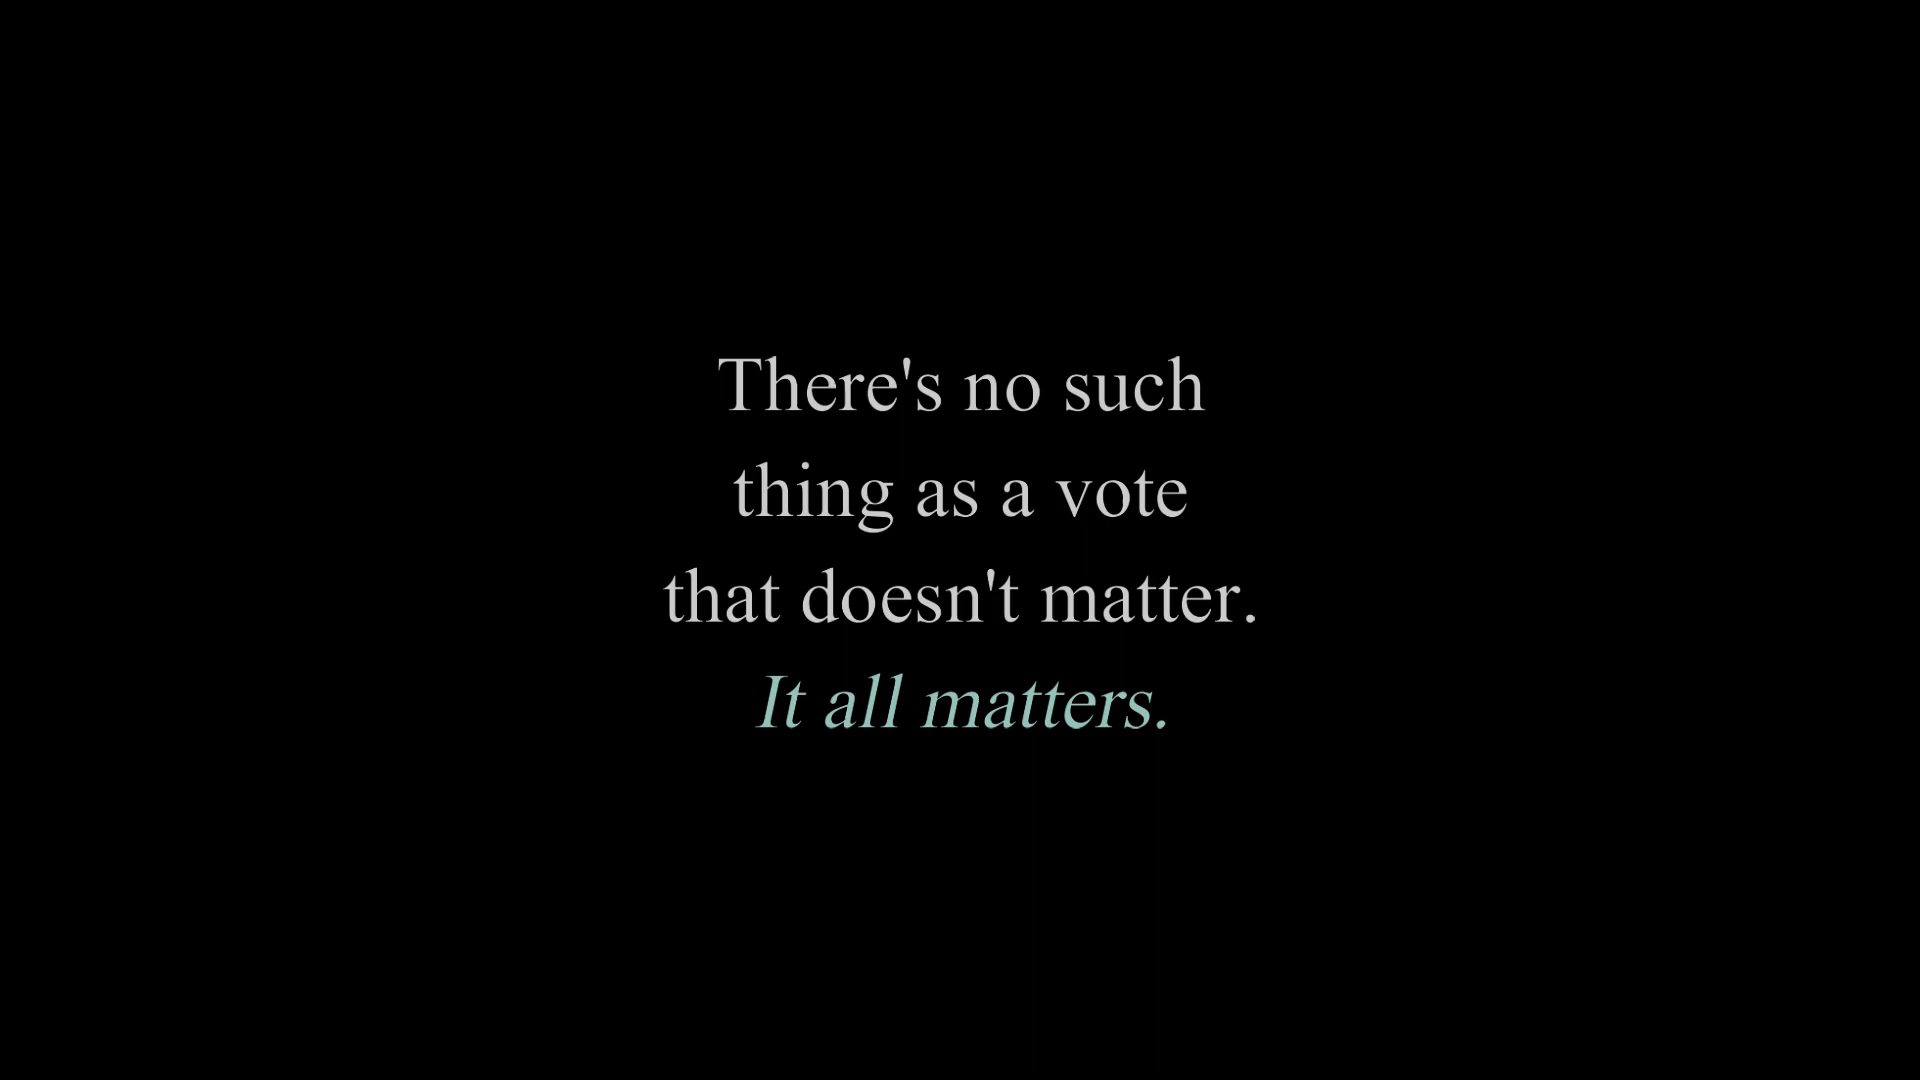 There's no such
thing as a vote
that doesn't matter.
It all matters.